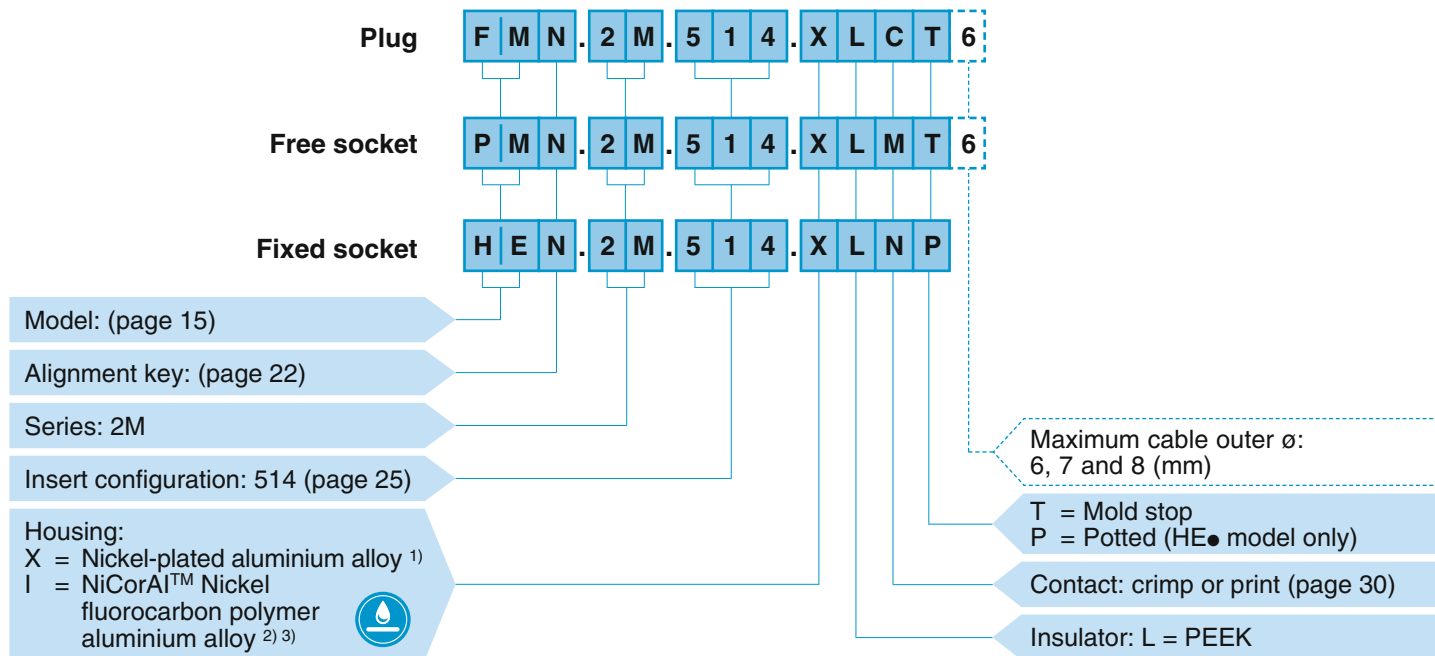 Plug F M N . 2 M . 5 1 4 . X L C T 6
Free socket P M N . 2 M . 5 1 4 . X L M T 6
Fixed socket H E N . 2 M . 5 1 4 . X L N P
Model: (page 15)
Alignment key: (page 22)
Series: 2M
Insert configuration: 514 (page 25)
Housing:
X = Nickel-plated aluminium alloy 1)
I = NiCorAl™ Nickel
fluorocarbon polymer
aluminium alloy 2) 3)
Maximum cable outer ø:
6, 7 and 8 (mm)
T = Mold stop
P = Potted (HE● model only)
Contact: crimp or print (page 30)
Insulator: L = PEEK